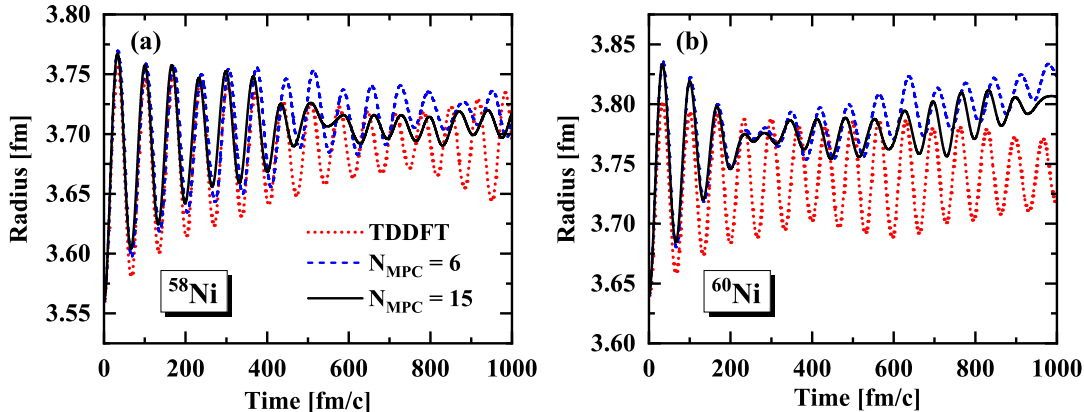 (a)
3.80
3.75
3.70
3.65
3.60
3.55
Radius [fm]
TDDFT
N_MPC = 6
N_MPC = 15
⁵⁸Ni
0 200 400 600 800 1000
Time [fm/c]
(b)
3.85
3.80
3.75
3.70
3.65
3.60
Radius [fm]
⁶⁰Ni
0 200 400 600 800 1000
Time [fm/c]